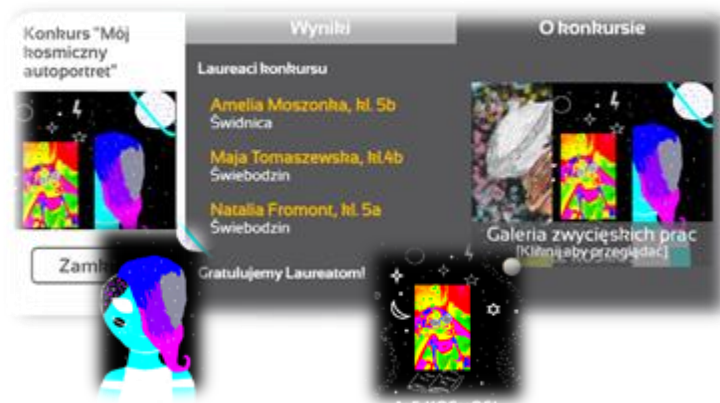 Konkurs "Mój
kosmiczny
autoportret"
Wyniki
Laureaci konkursu
Amelia Moszonka, kl. 5b
Świdnica
Maja Tomaszewska, kl.4b
Świebodzin
Natalia Fromont, kl. 5a
Świebodzin
Gratulujemy Laureatom!
O konkursie
Galeria zwycięskich prac
[Kliknij aby przeglądać]